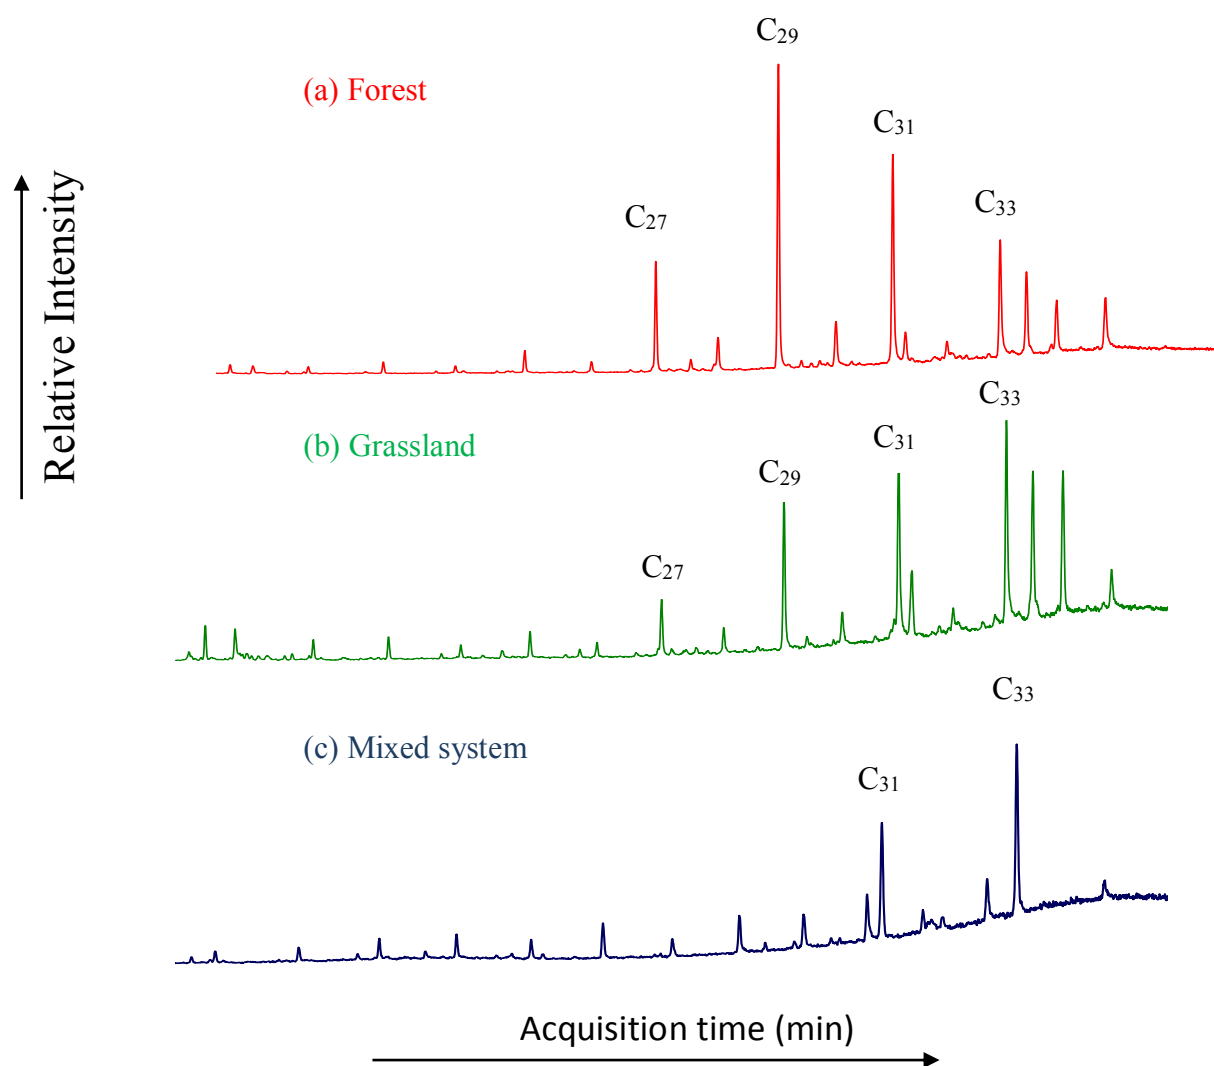 C₂₉
(a) Forest
C₃₁
C₃₃
C₂₇
Relative Intensity
(b) Grassland
C₃₃
C₃₁
C₂₉
C₂₇
(c) Mixed system
C₃₃
C₃₁
Acquisition time (min)